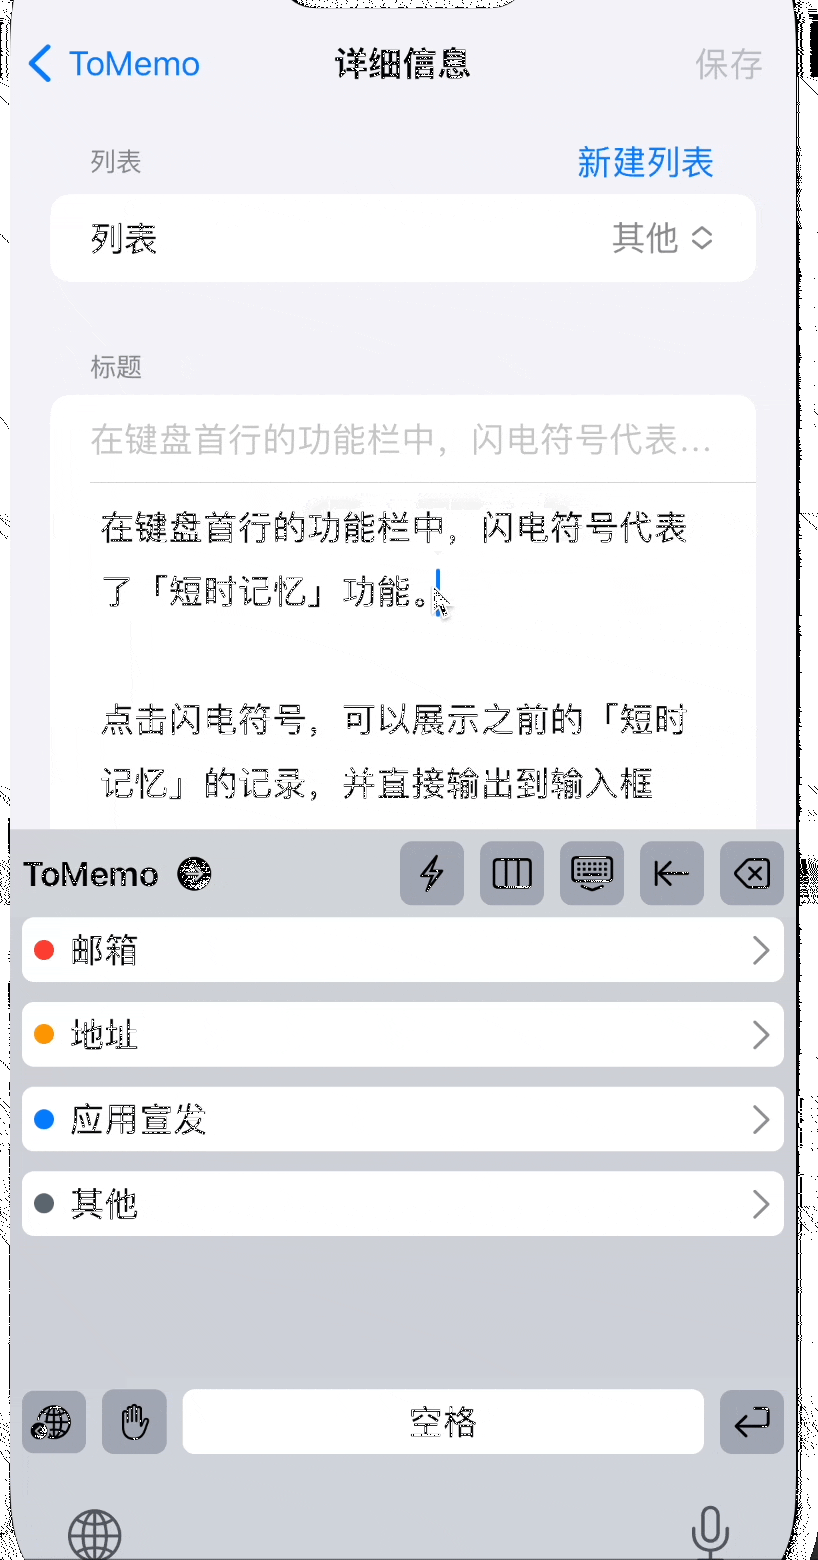 ToMemo
详细信息
保存
列表
新建列表
列表
其他
标题
在键盘首行的功能栏中，闪电符号代表...
在键盘首行的功能栏中，闪电符号代表
了「短时记忆」功能。
点击闪电符号，可以展示之前的「短时
记忆」的记录，并直接输出到输入框
ToMemo
邮箱
地址
应用宣发
其他
空格